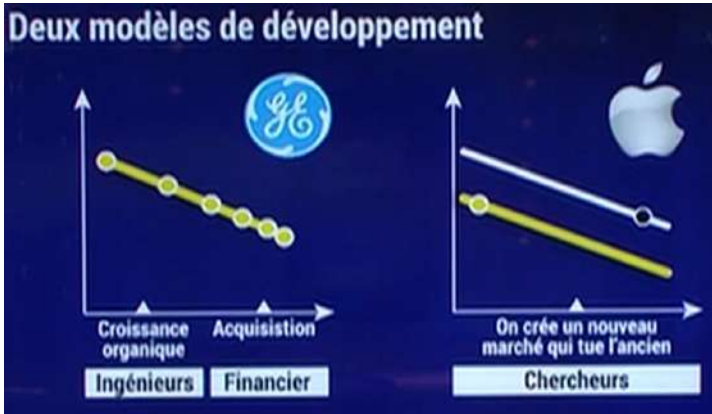 Deux modèles de développement
GE
Croissance
organique
Acquisistion
Ingénieurs
Financier
On crée un nouveau
marché qui tue l'ancien
Chercheurs